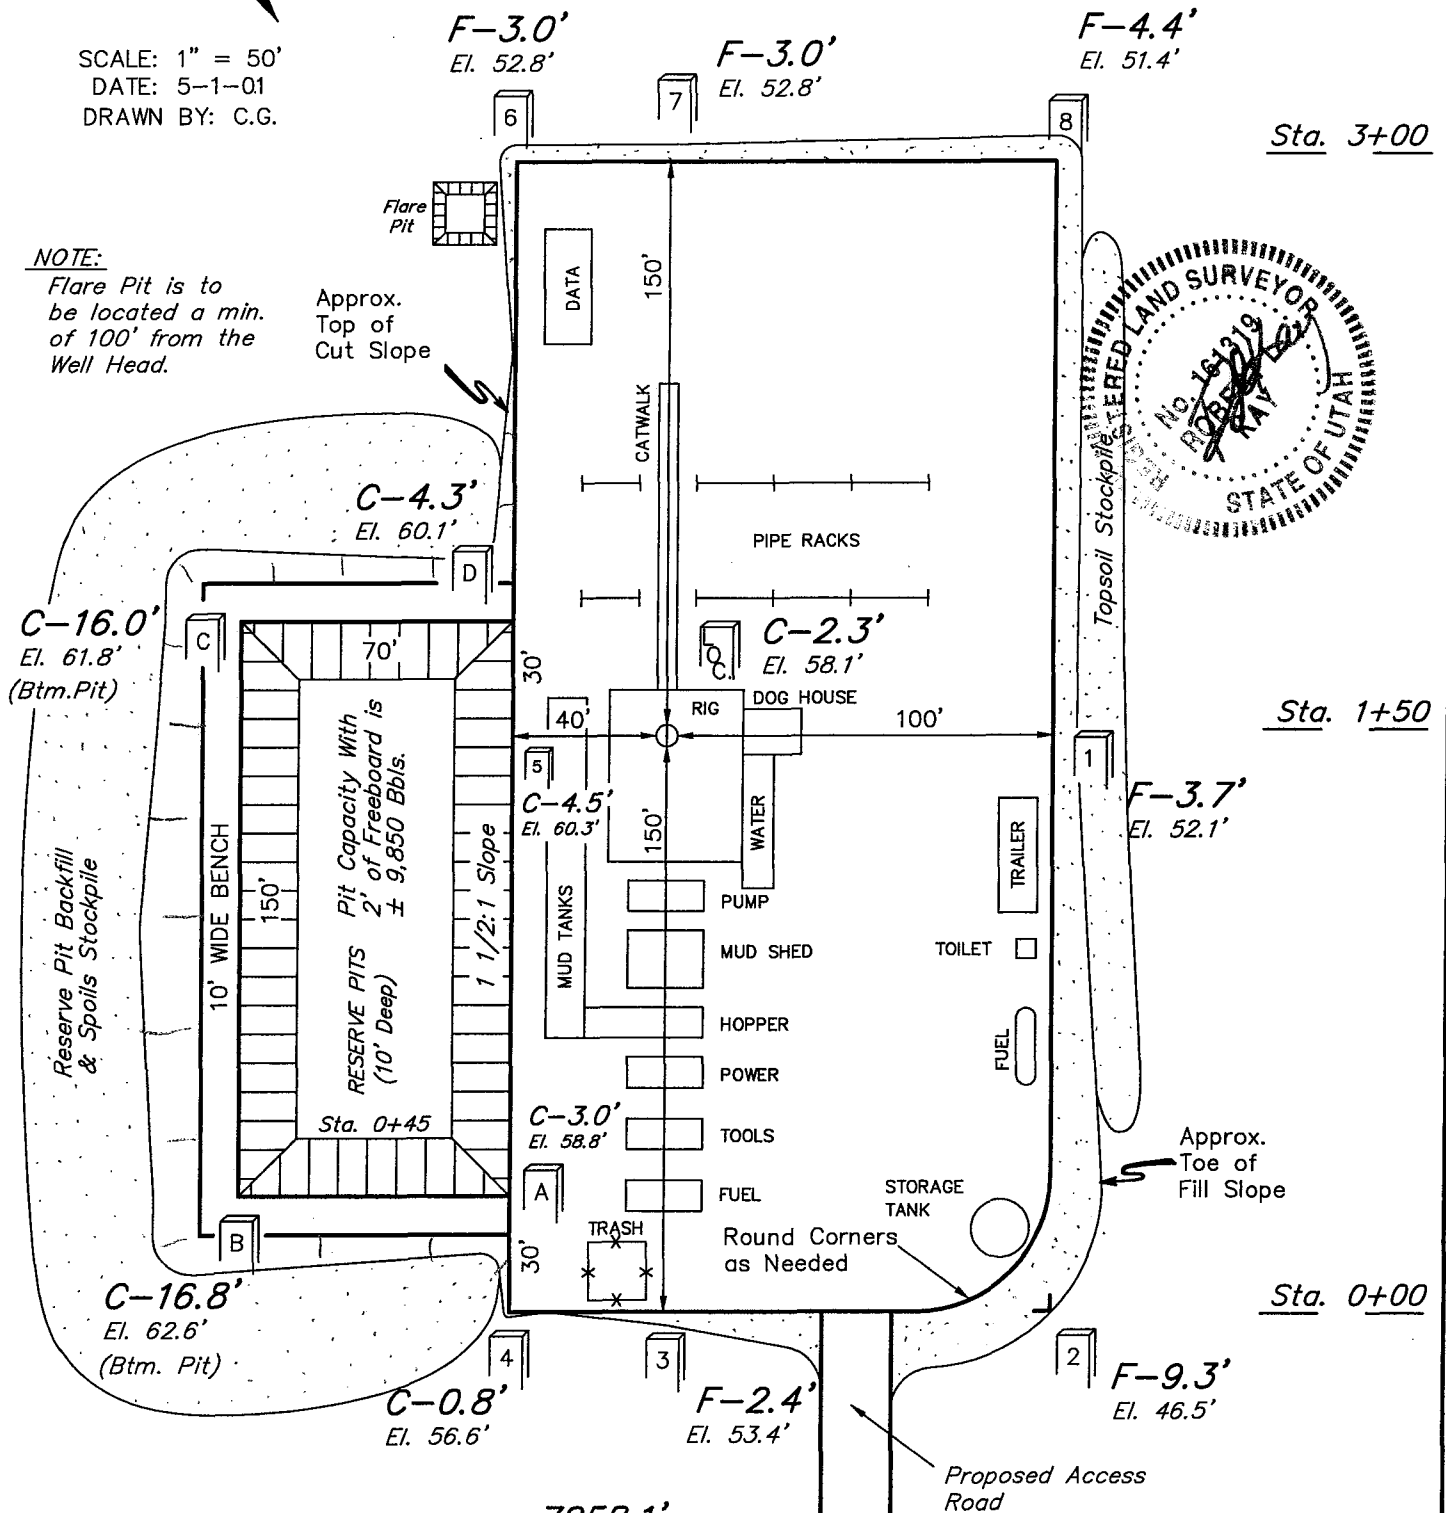 SCALE: 1" = 50'
DATE: 5-1-01
DRAWN BY: C.G.
F-3.0'
El. 52.8'
6
F-3.0'
El. 52.8'
7
F-4.4'
El. 51.4'
8
Sta. 3+00
Flare
Pit
NOTE:
Flare Pit is to
be located a min.
of 100' from the
Well Head.
Approx.
Top of
Cut Slope
DATA
150'
CATWALK
REGISTERED LAND SURVEYOR
No. 161319
ROBERT
KAY
STATE OF UTAH
Topsoil Stockpile
C-4.3'
El. 60.1'
D
PIPE RACKS
C-16.0'
El. 61.8'
(Btm.Pit)
C
70'
30'
LOC.
C-2.3'
El. 58.1'
DOG HOUSE
RIG
40'
100'
Sta. 1+50
5
C-4.5'
El. 60.3'
150'
WATER
1
F-3.7'
El. 52.1'
TRAILER
Reserve Pit Backfill
& Spoils Stockpile
10' WIDE BENCH
150'
RESERVE PITS
(10' Deep)
Pit Capacity With
2' of Freeboard is
± 9,850 Bbls.
1 1/2:1 Slope
Sta. 0+45
MUD TANKS
PUMP
MUD SHED
HOPPER
POWER
TOOLS
FUEL
TOILET
FUEL
C-3.0'
El. 58.8'
A
30'
TRASH
STORAGE
TANK
Round Corners
as Needed
Approx.
Toe of
Fill Slope
B
C-16.8'
El. 62.6'
(Btm. Pit)
Sta. 0+00
4
C-0.8'
El. 56.6'
3
F-2.4'
El. 53.4'
2
F-9.3'
El. 46.5'
Proposed Access
Road